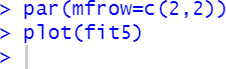 > par(mfrow=c(2,2))
> plot(fit5)
>